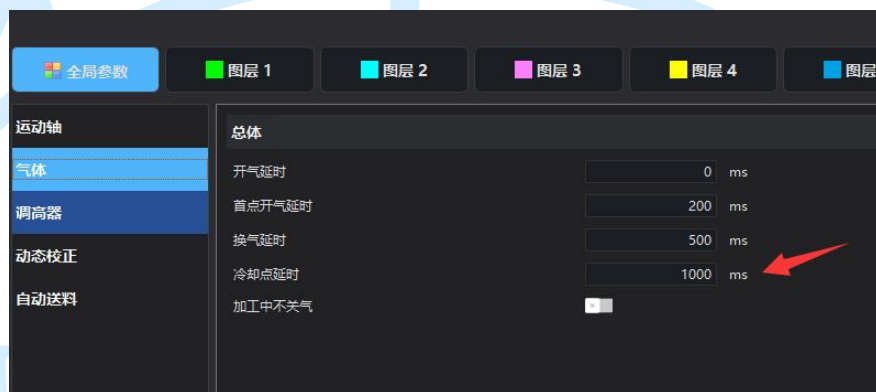 全局参数 图层 1 图层 2 图层 3 图层 4 图层
运动轴
气体
调高器
动态校正
自动送料
总体
开气延时 0 ms
首点开气延时 200 ms
换气延时 500 ms
冷却点延时 1000 ms
加工中不关气